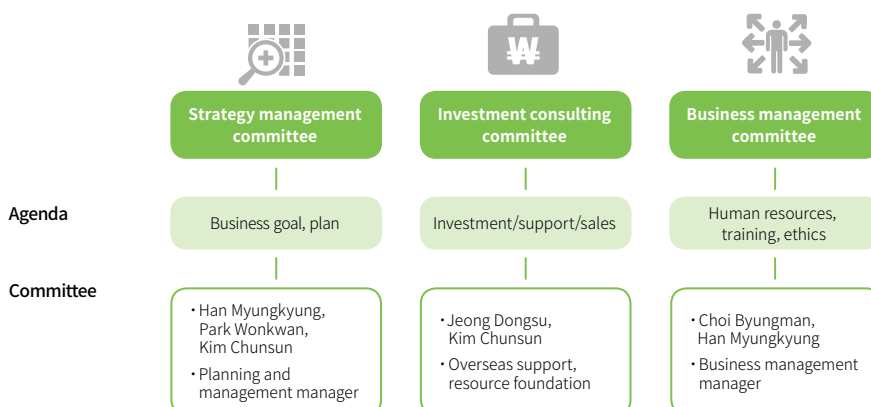 ₩
Strategy management
committee
Investment consulting
committee
Business management
committee
Agenda
Business goal, plan
Investment/support/sales
Human resources,
training, ethics
Committee
· Han Myungkyung,
Park Wonkwan,
Kim Chunsun
· Planning and
management manager
· Jeong Dongsu,
Kim Chunsun
· Overseas support,
resource foundation
· Choi Byungman,
Han Myungkyung
· Business management
manager